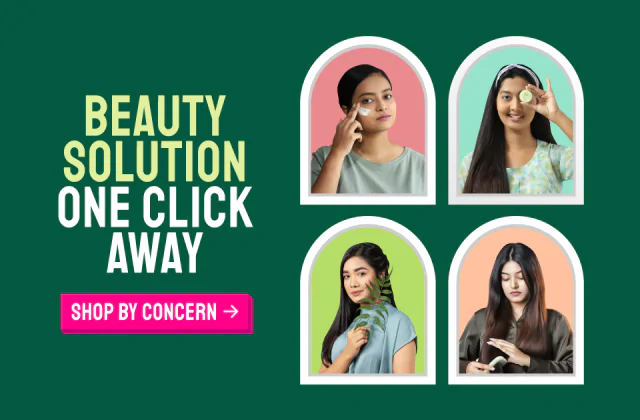 BEAUTY
SOLUTION
ONE CLICK
AWAY
SHOP BY CONCERN →